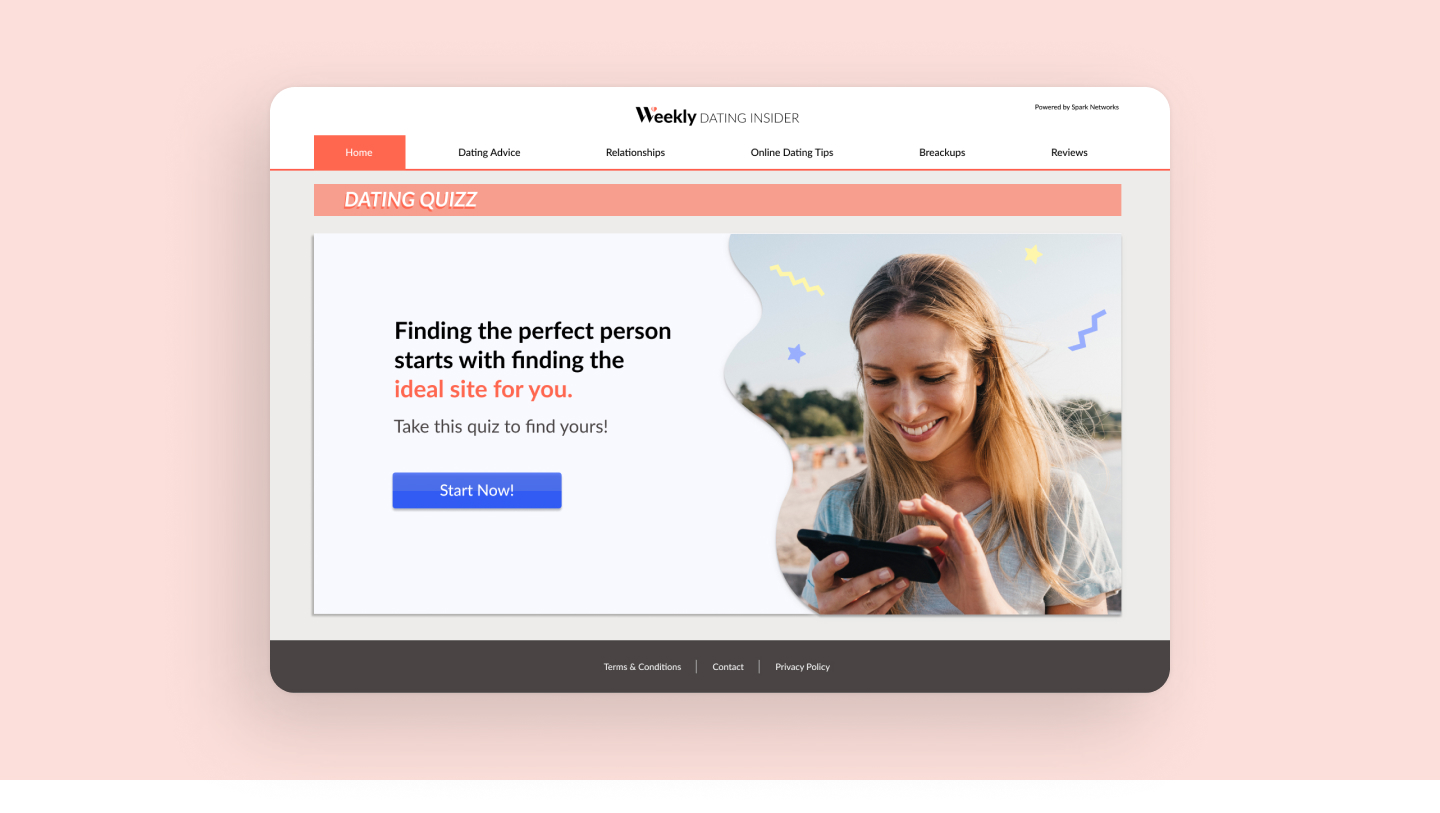 Weekly DATING INSIDER
Powered by Spark Networks
Home Dating Advice Relationships Online Dating Tips Breackups Reviews
DATING QUIZZ
Finding the perfect person
starts with finding the
ideal site for you.
Take this quiz to find yours!
Start Now!
Terms & Conditions | Contact | Privacy Policy